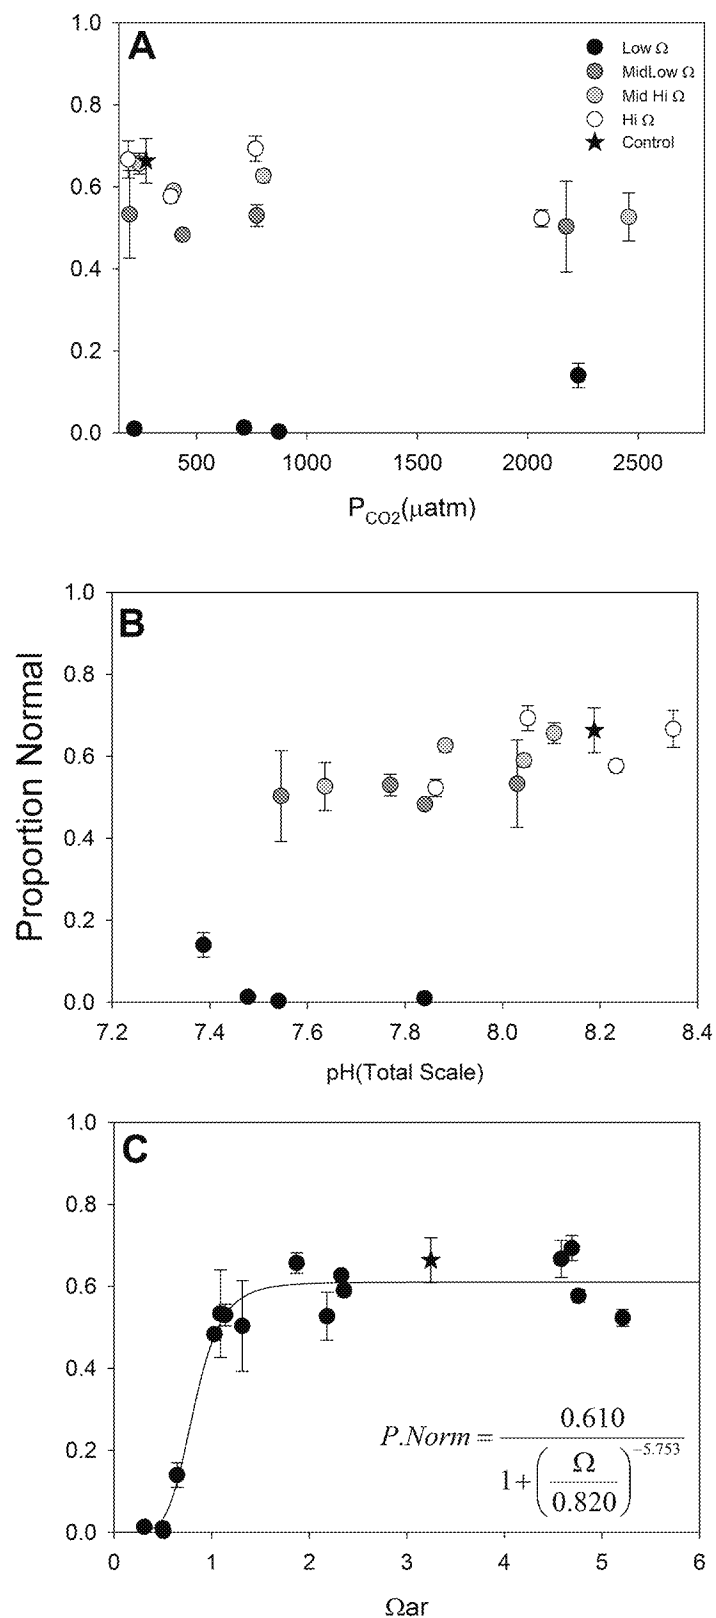 A
1.0
0.8
0.6
0.4
0.2
0.0
Low Ω
MidLow Ω
Mid Hi Ω
Hi Ω
Control
500 1000 1500 2000 2500
P_CO2(μatm)
Proportion Normal
B
1.0
0.8
0.6
0.4
0.2
0.0
7.2 7.4 7.6 7.8 8.0 8.2 8.4
pH(Total Scale)
C
1.0
0.8
0.6
0.4
0.2
0.0
P.Norm = 0.610 / (1+(Ω/0.820)^−5.753)
0 1 2 3 4 5 6
Ωar